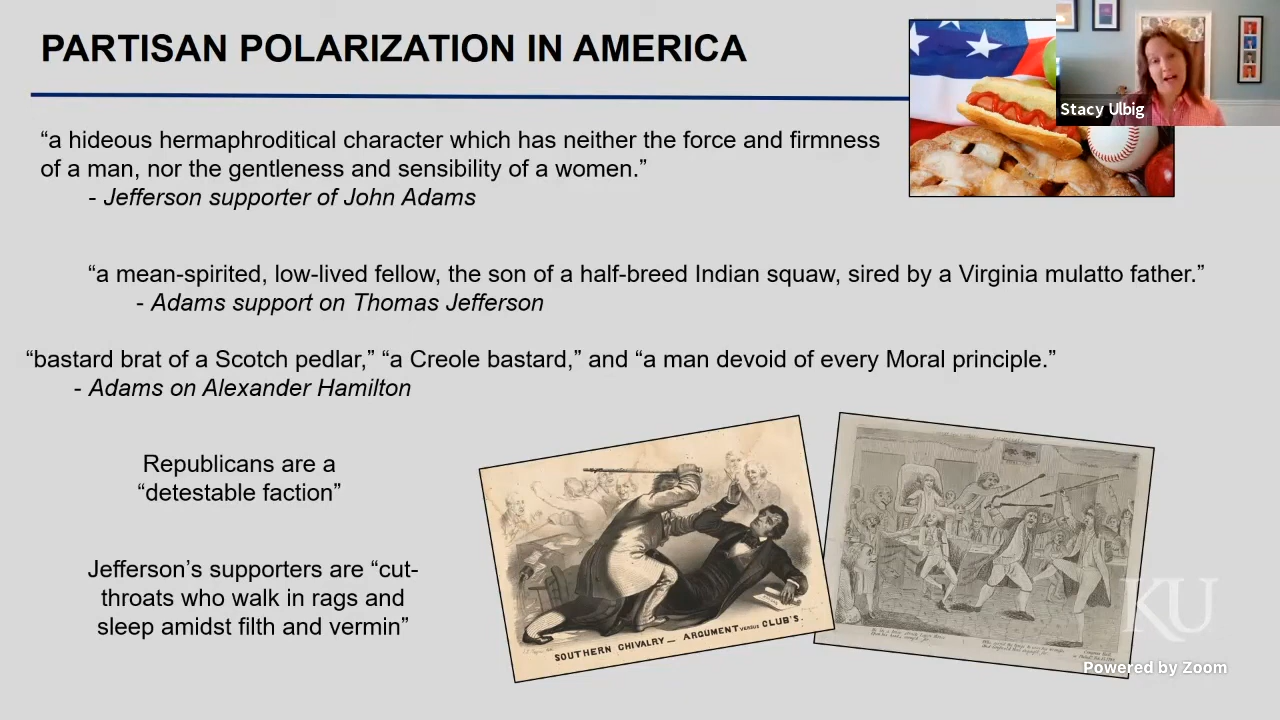 PARTISAN POLARIZATION IN AMERICA
Stacy Ulbig
“a hideous hermaphroditical character which has neither the force and firmness
of a man, nor the gentleness and sensibility of a women.”
- Jefferson supporter of John Adams
“a mean-spirited, low-lived fellow, the son of a half-breed Indian squaw, sired by a Virginia mulatto father.”
- Adams support on Thomas Jefferson
“bastard brat of a Scotch pedlar,” “a Creole bastard,” and “a man devoid of every Moral principle.”
- Adams on Alexander Hamilton
Republicans are a
“detestable faction”
Jefferson’s supporters are “cut-
throats who walk in rags and
sleep amidst filth and vermin”
SOUTHERN CHIVALRY — ARGUMENT VERSUS CLUB'S.
KU
Powered by Zoom